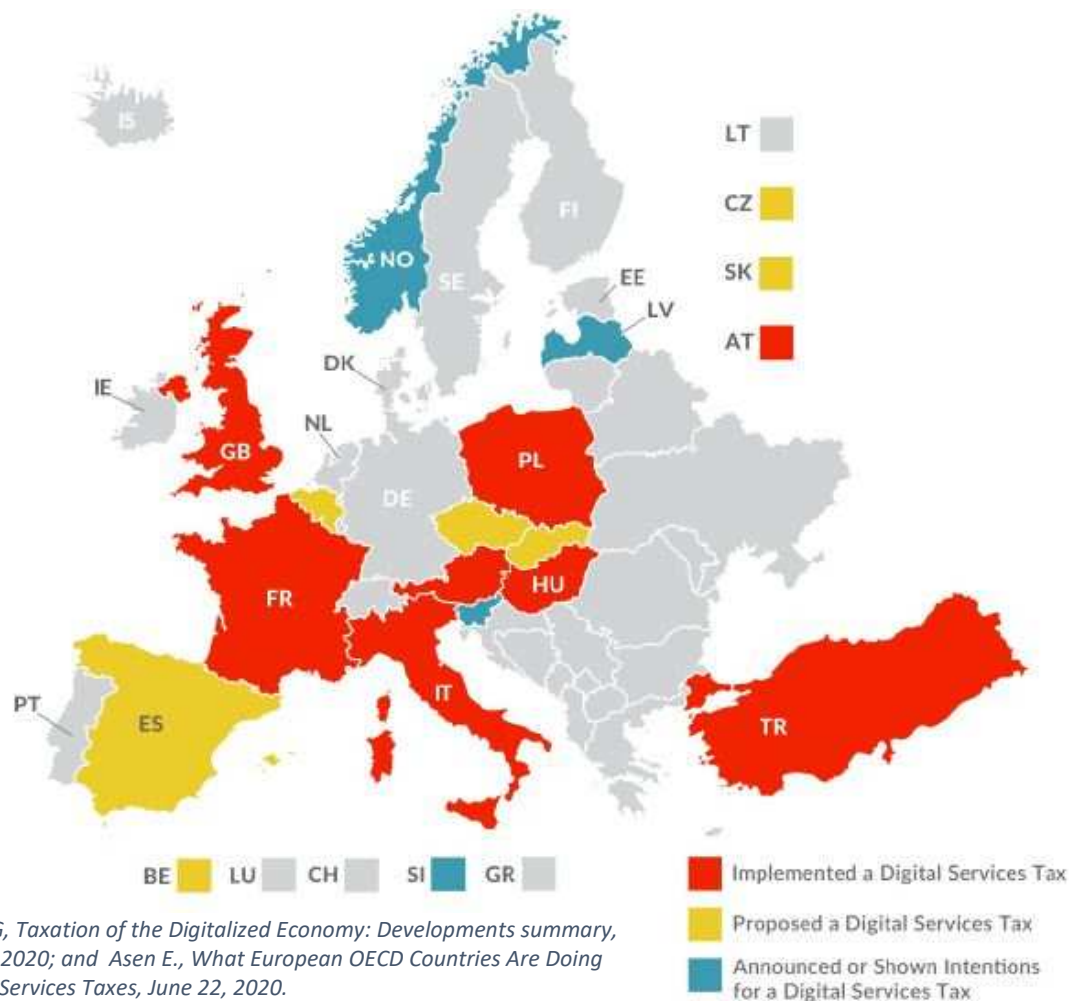 IS
LT
CZ
SK
AT
NO
SE
FI
EE
LV
DK
IE
NL
GB
PL
DE
FR
HU
IT
PT
ES
TR
BE
LU
CH
SI
GR
Implemented a Digital Services Tax
Proposed a Digital Services Tax
Announced or Shown Intentions
for a Digital Services Tax
Taxation of the Digitalized Economy: Developments summary,
2020; and Asen E., What European OECD Countries Are Doing
Services Taxes, June 22, 2020.